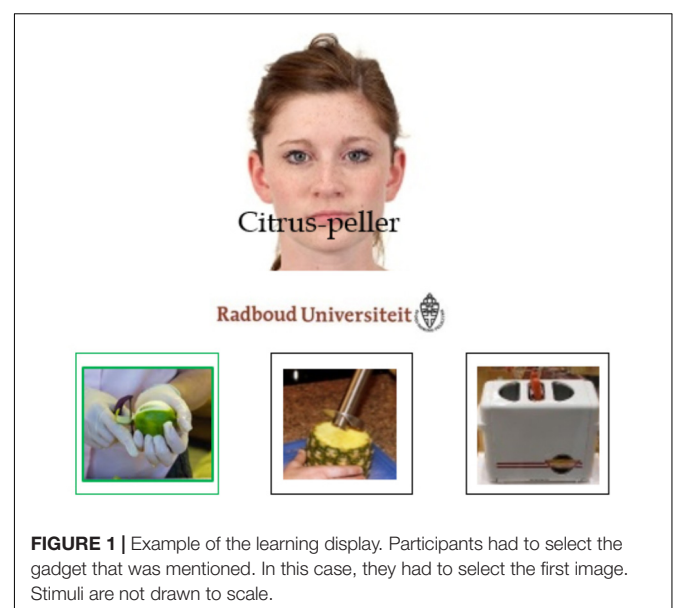 Citrus-peller
Radboud Universiteit
FIGURE 1 | Example of the learning display. Participants had to select the
gadget that was mentioned. In this case, they had to select the first image.
Stimuli are not drawn to scale.